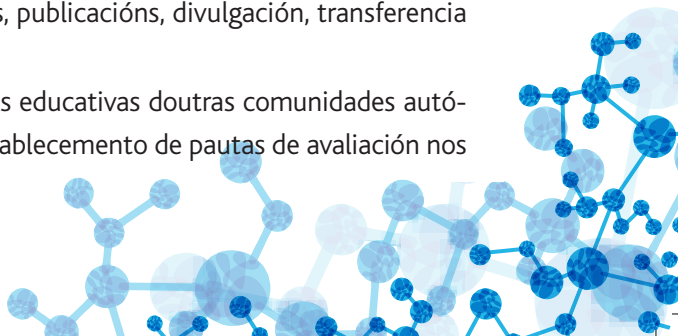 s, publicacións, divulgación, transferencia
s educativas doutras comunidades autó-
ablecemento de pautas de avaliación nos